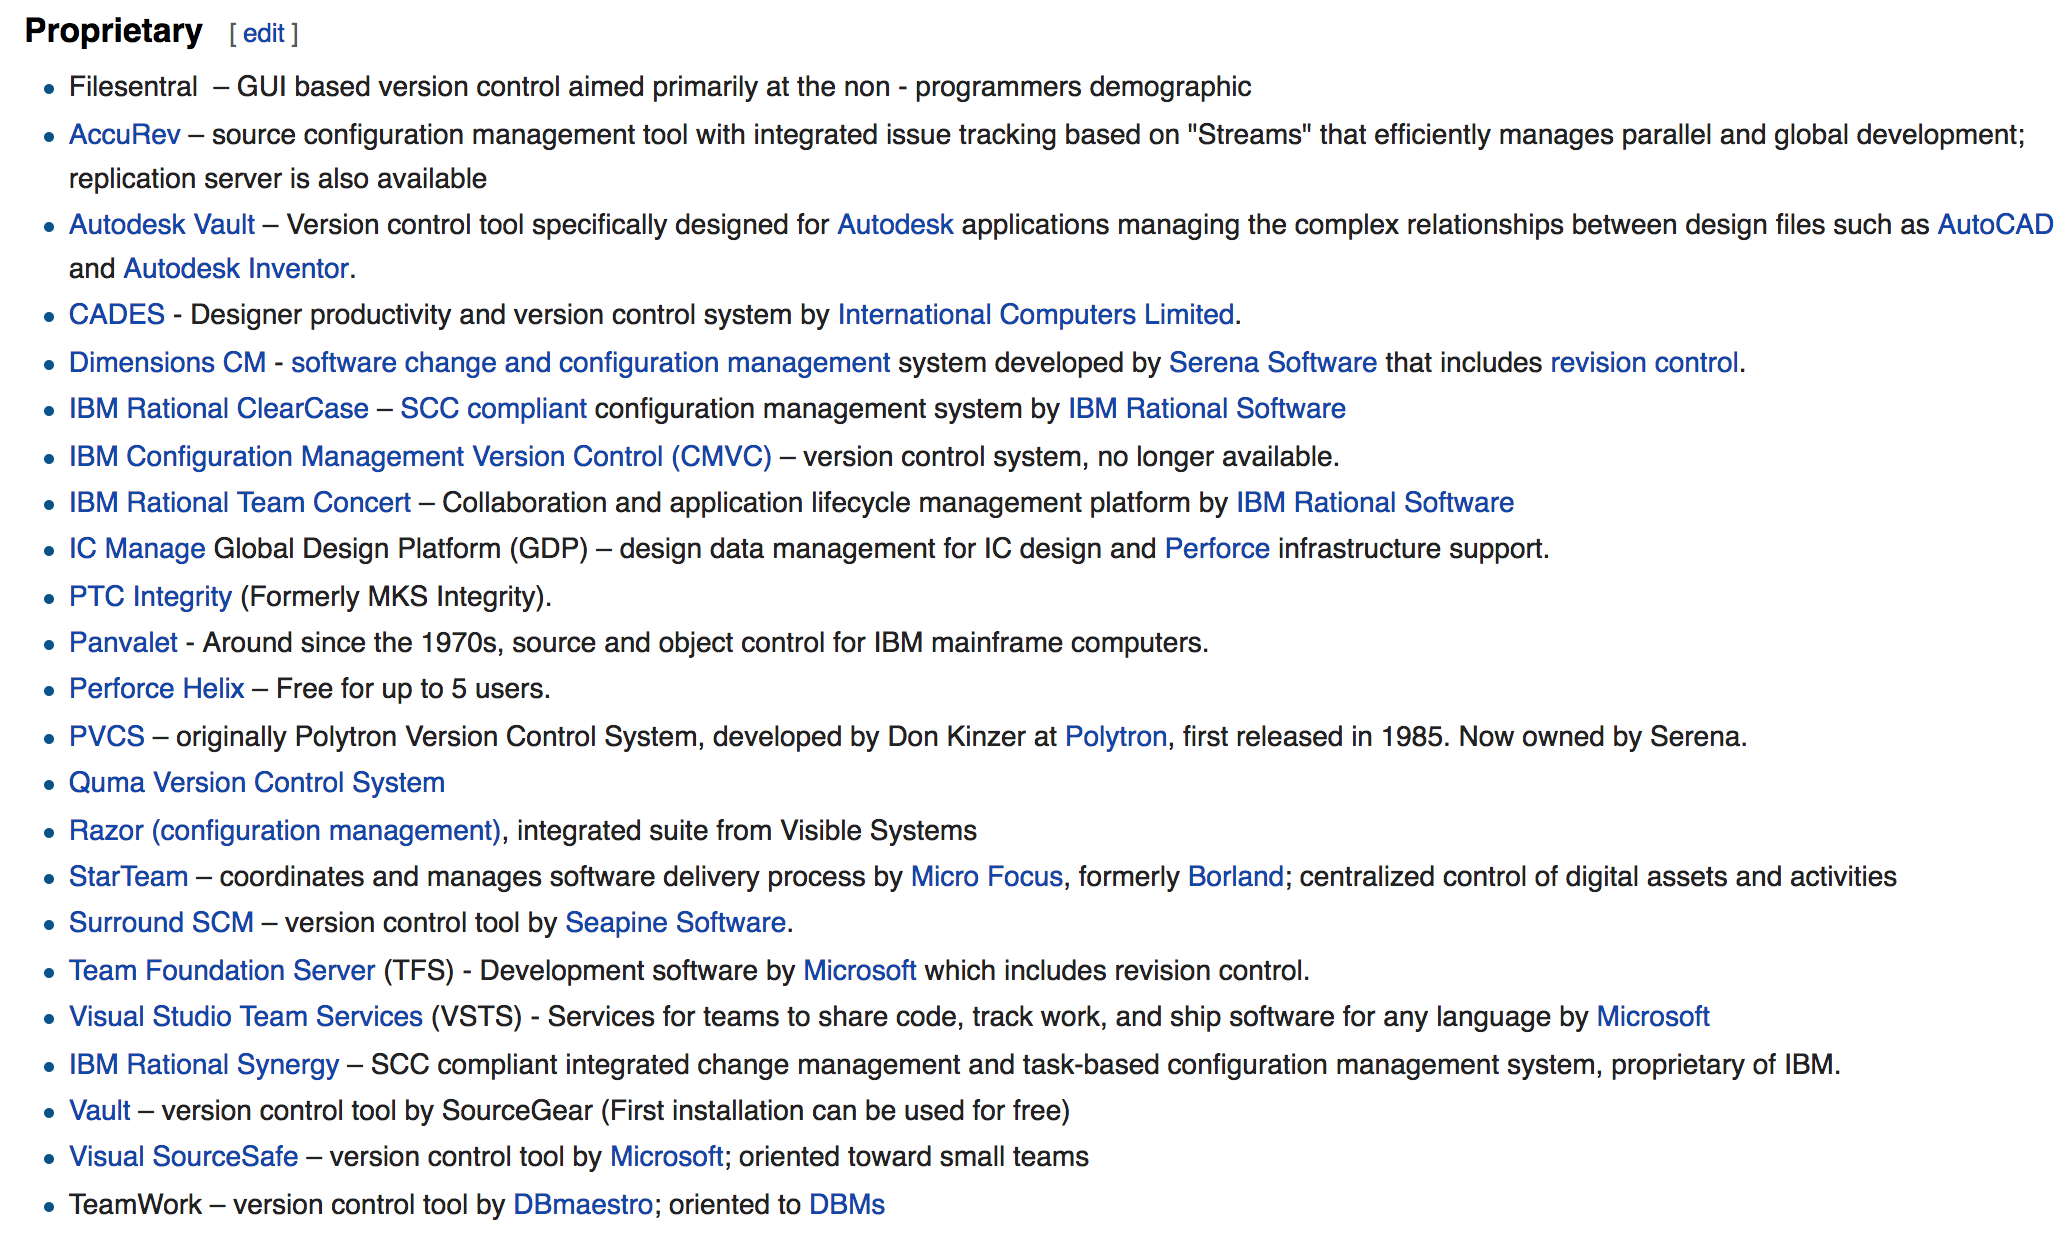 Proprietary [ edit ]
• Filesentral – GUI based version control aimed primarily at the non - programmers demographic
• AccuRev – source configuration management tool with integrated issue tracking based on "Streams" that efficiently manages parallel and global development;
replication server is also available
• Autodesk Vault – Version control tool specifically designed for Autodesk applications managing the complex relationships between design files such as AutoCAD
and Autodesk Inventor.
• CADES - Designer productivity and version control system by International Computers Limited.
• Dimensions CM - software change and configuration management system developed by Serena Software that includes revision control.
• IBM Rational ClearCase – SCC compliant configuration management system by IBM Rational Software
• IBM Configuration Management Version Control (CMVC) – version control system, no longer available.
• IBM Rational Team Concert – Collaboration and application lifecycle management platform by IBM Rational Software
• IC Manage Global Design Platform (GDP) – design data management for IC design and Perforce infrastructure support.
• PTC Integrity (Formerly MKS Integrity).
• Panvalet - Around since the 1970s, source and object control for IBM mainframe computers.
• Perforce Helix – Free for up to 5 users.
• PVCS – originally Polytron Version Control System, developed by Don Kinzer at Polytron, first released in 1985. Now owned by Serena.
• Quma Version Control System
• Razor (configuration management), integrated suite from Visible Systems
• StarTeam – coordinates and manages software delivery process by Micro Focus, formerly Borland; centralized control of digital assets and activities
• Surround SCM – version control tool by Seapine Software.
• Team Foundation Server (TFS) - Development software by Microsoft which includes revision control.
• Visual Studio Team Services (VSTS) - Services for teams to share code, track work, and ship software for any language by Microsoft
• IBM Rational Synergy – SCC compliant integrated change management and task-based configuration management system, proprietary of IBM.
• Vault – version control tool by SourceGear (First installation can be used for free)
• Visual SourceSafe – version control tool by Microsoft; oriented toward small teams
• TeamWork – version control tool by DBmaestro; oriented to DBMs